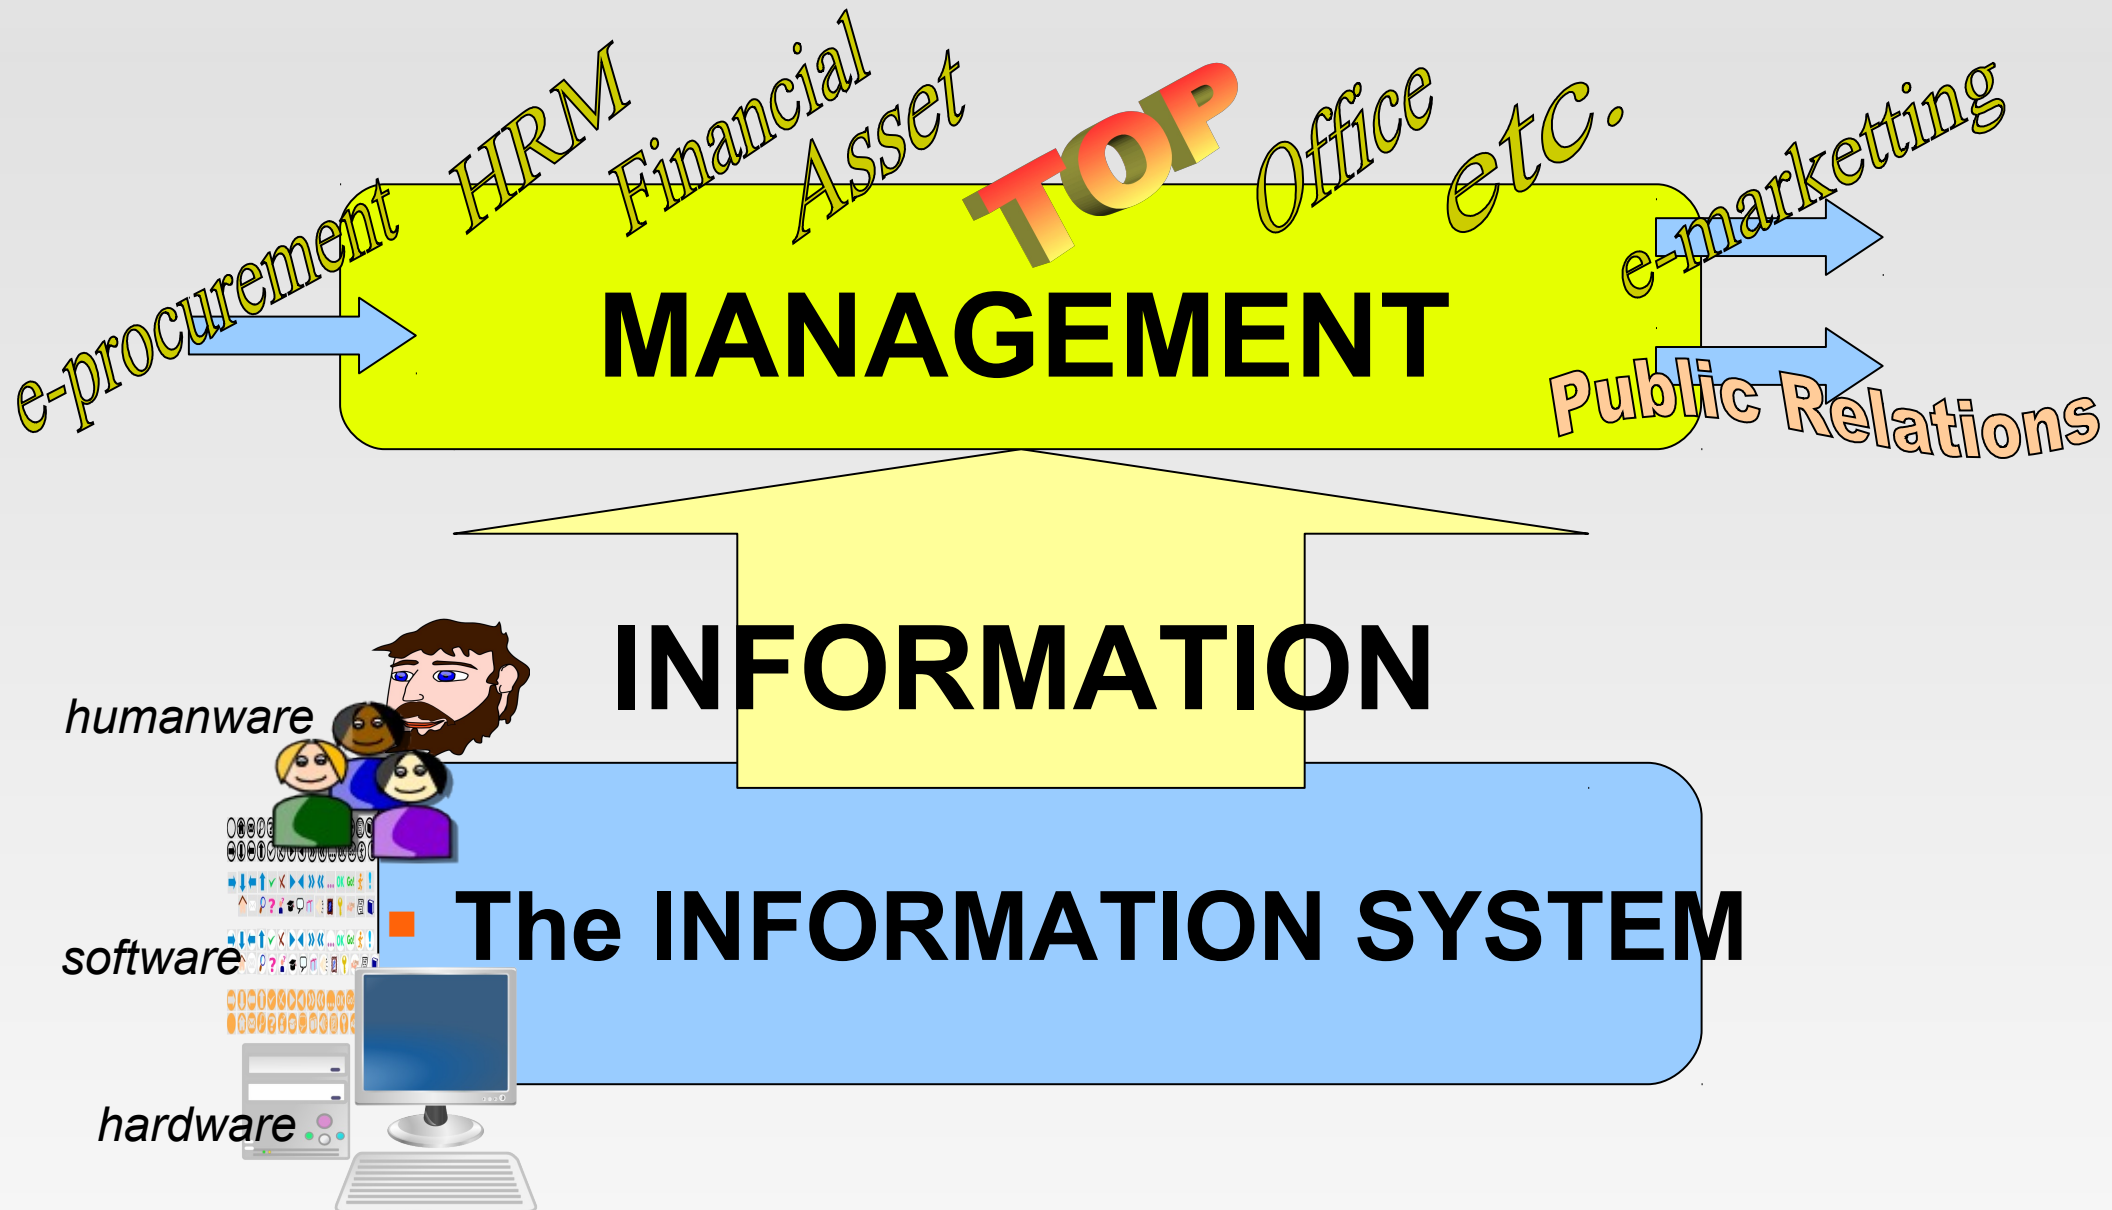 e-procurement
HRM
Financial
Asset
TOP
Office
etc.
e-marketting
MANAGEMENT
Public Relations
INFORMATION
humanware
The INFORMATION SYSTEM
software
hardware